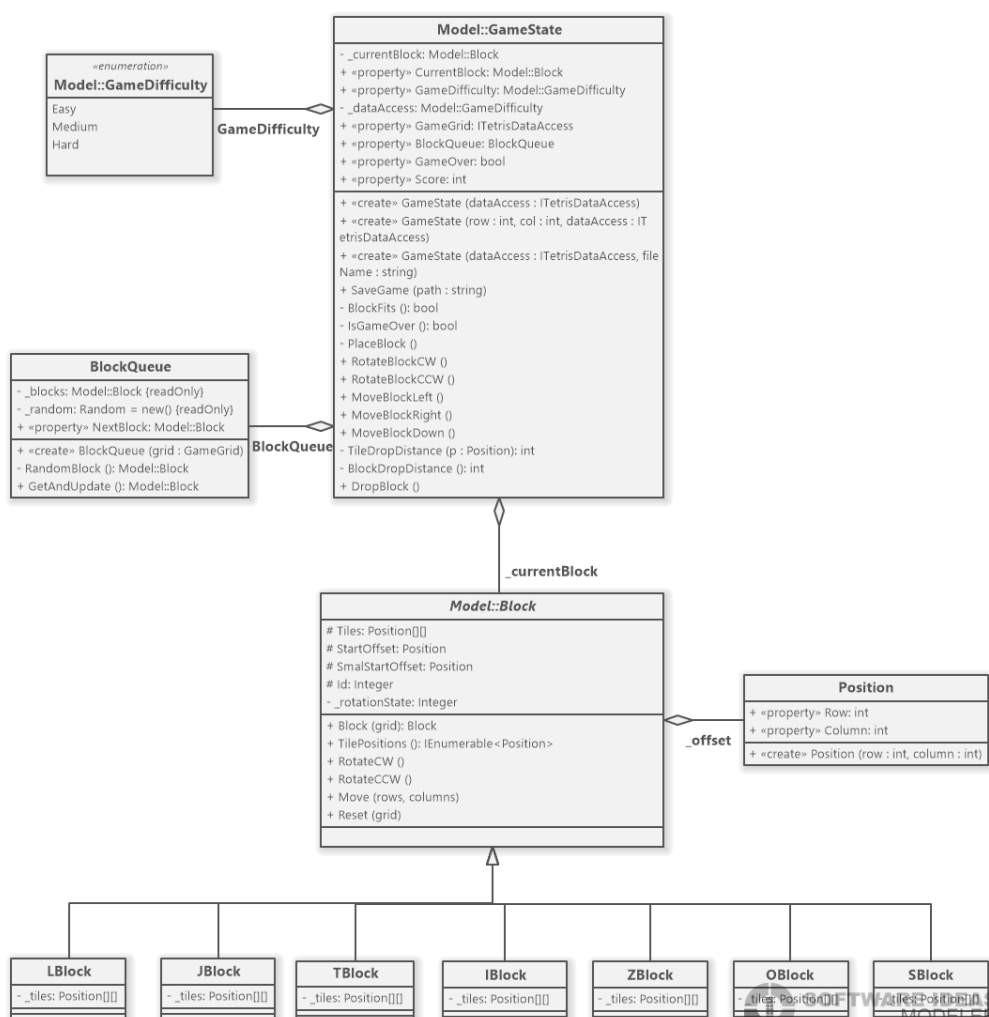 Model::GameState
- _currentBlock: Model::Block
+ «property» CurrentBlock: Model::Block
+ «property» GameDifficulty: Model::GameDifficulty
- _dataAccess: Model::GameDifficulty
+ «property» GameGrid: ITetrisDataAccess
+ «property» BlockQueue: BlockQueue
+ «property» GameOver: bool
+ «property» Score: int
+ «create» GameState (dataAccess : ITetrisDataAccess)
+ «create» GameState (row : int, col : int, dataAccess : IT
etrisDataAccess)
+ «create» GameState (dataAccess : ITetrisDataAccess, file
Name : string)
+ SaveGame (path : string)
- BlockFits (): bool
- IsGameOver (): bool
- PlaceBlock ()
+ RotateBlockCW ()
+ RotateBlockCCW ()
+ MoveBlockLeft ()
+ MoveBlockRight ()
+ MoveBlockDown ()
- TileDropDistance (p : Position): int
- BlockDropDistance (): int
+ DropBlock ()
«enumeration»
Model::GameDifficulty
Easy
Medium
Hard
GameDifficulty
BlockQueue
- _blocks: Model::Block {readOnly}
- _random: Random = new() {readOnly}
+ «property» NextBlock: Model::Block
+ «create» BlockQueue (grid : GameGrid)
- RandomBlock (): Model::Block
+ GetAndUpdate (): Model::Block
BlockQueue
_currentBlock
Model::Block
# Tiles: Position[][]
# StartOffset: Position
# SmalStartOffset: Position
# Id: Integer
- _rotationState: Integer
+ Block (grid): Block
+ TilePositions (): IEnumerable<Position>
+ RotateCW ()
+ RotateCCW ()
+ Move (rows, columns)
+ Reset (grid)
_offset
Position
+ «property» Row: int
+ «property» Column: int
+ «create» Position (row : int, column : int)
LBlock
- _tiles: Position[][]
JBlock
- _tiles: Position[][]
TBlock
- _tiles: Position[][]
IBlock
- _tiles: Position[][]
ZBlock
- _tiles: Position[][]
OBlock
- _tiles: Position[][]
SBlock
- _tiles: Position[][]
SOFTWARE IDEAS
MODELER